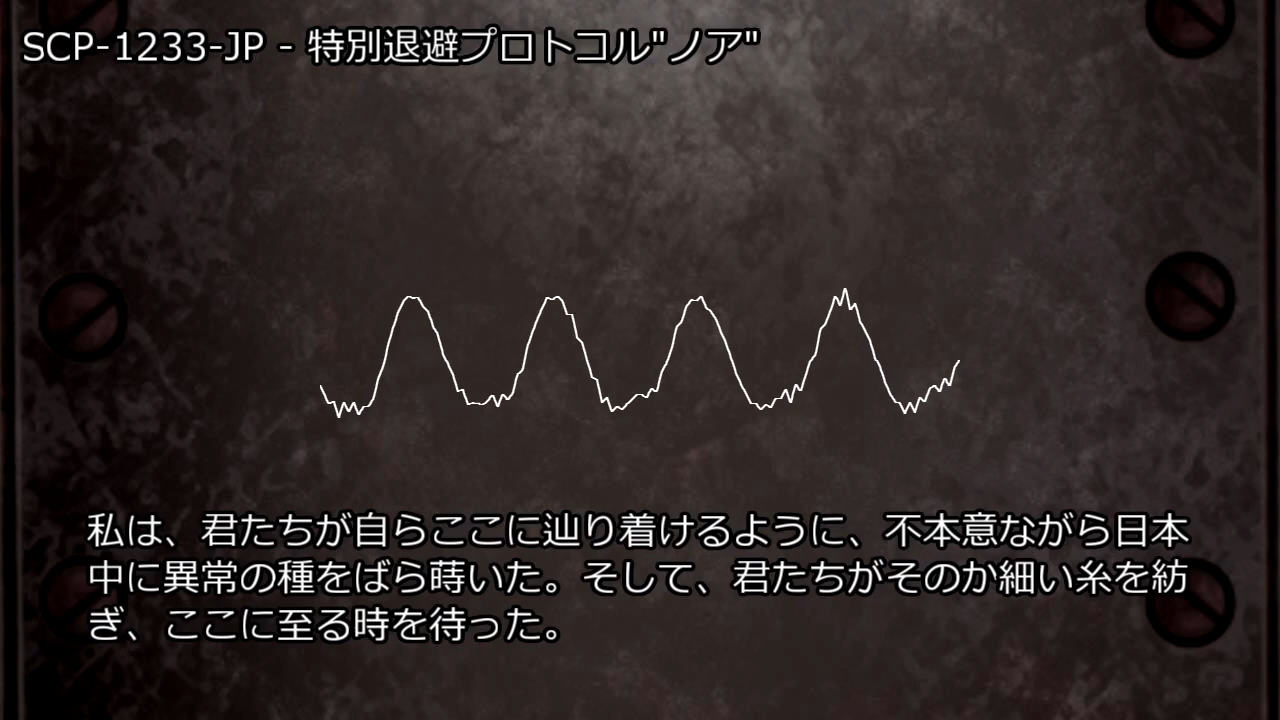 SCP-1233-JP - 特別退避プロトコル"ノア"
私は、君たちが自らここに辿り着けるように、不本意ながら日本
中に異常の種をばら蒔いた。そして、君たちがそのか細い糸を紡
ぎ、ここに至る時を待った。